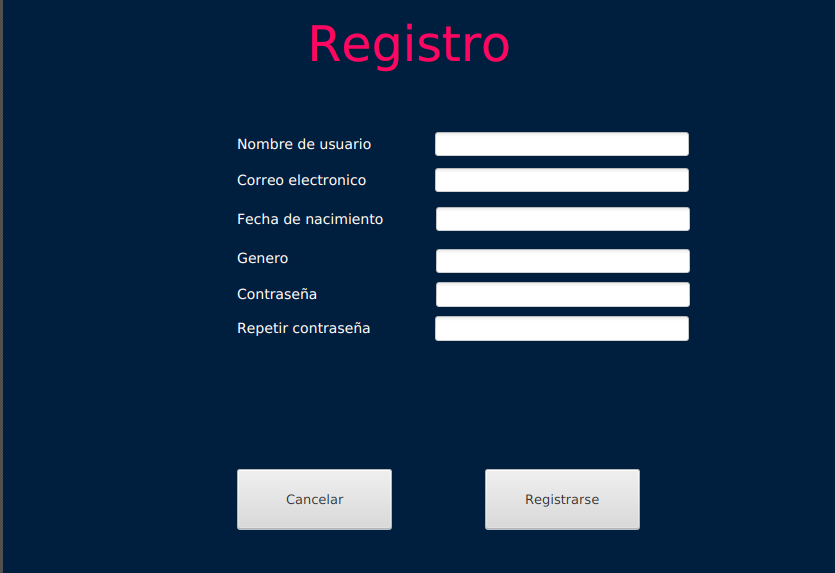 Registro
Nombre de usuario
Correo electronico
Fecha de nacimiento
Genero
Contraseña
Repetir contraseña
Cancelar
Registrarse